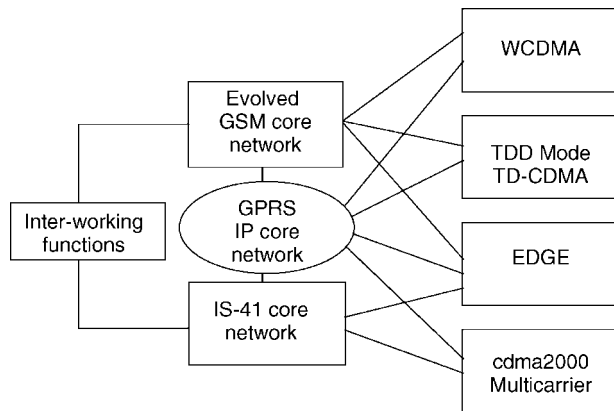 WCDMA
Evolved
GSM core
network
TDD Mode
TD-CDMA
Inter-working
functions
GPRS
IP core
network
EDGE
IS-41 core
network
cdma2000
Multicarrier